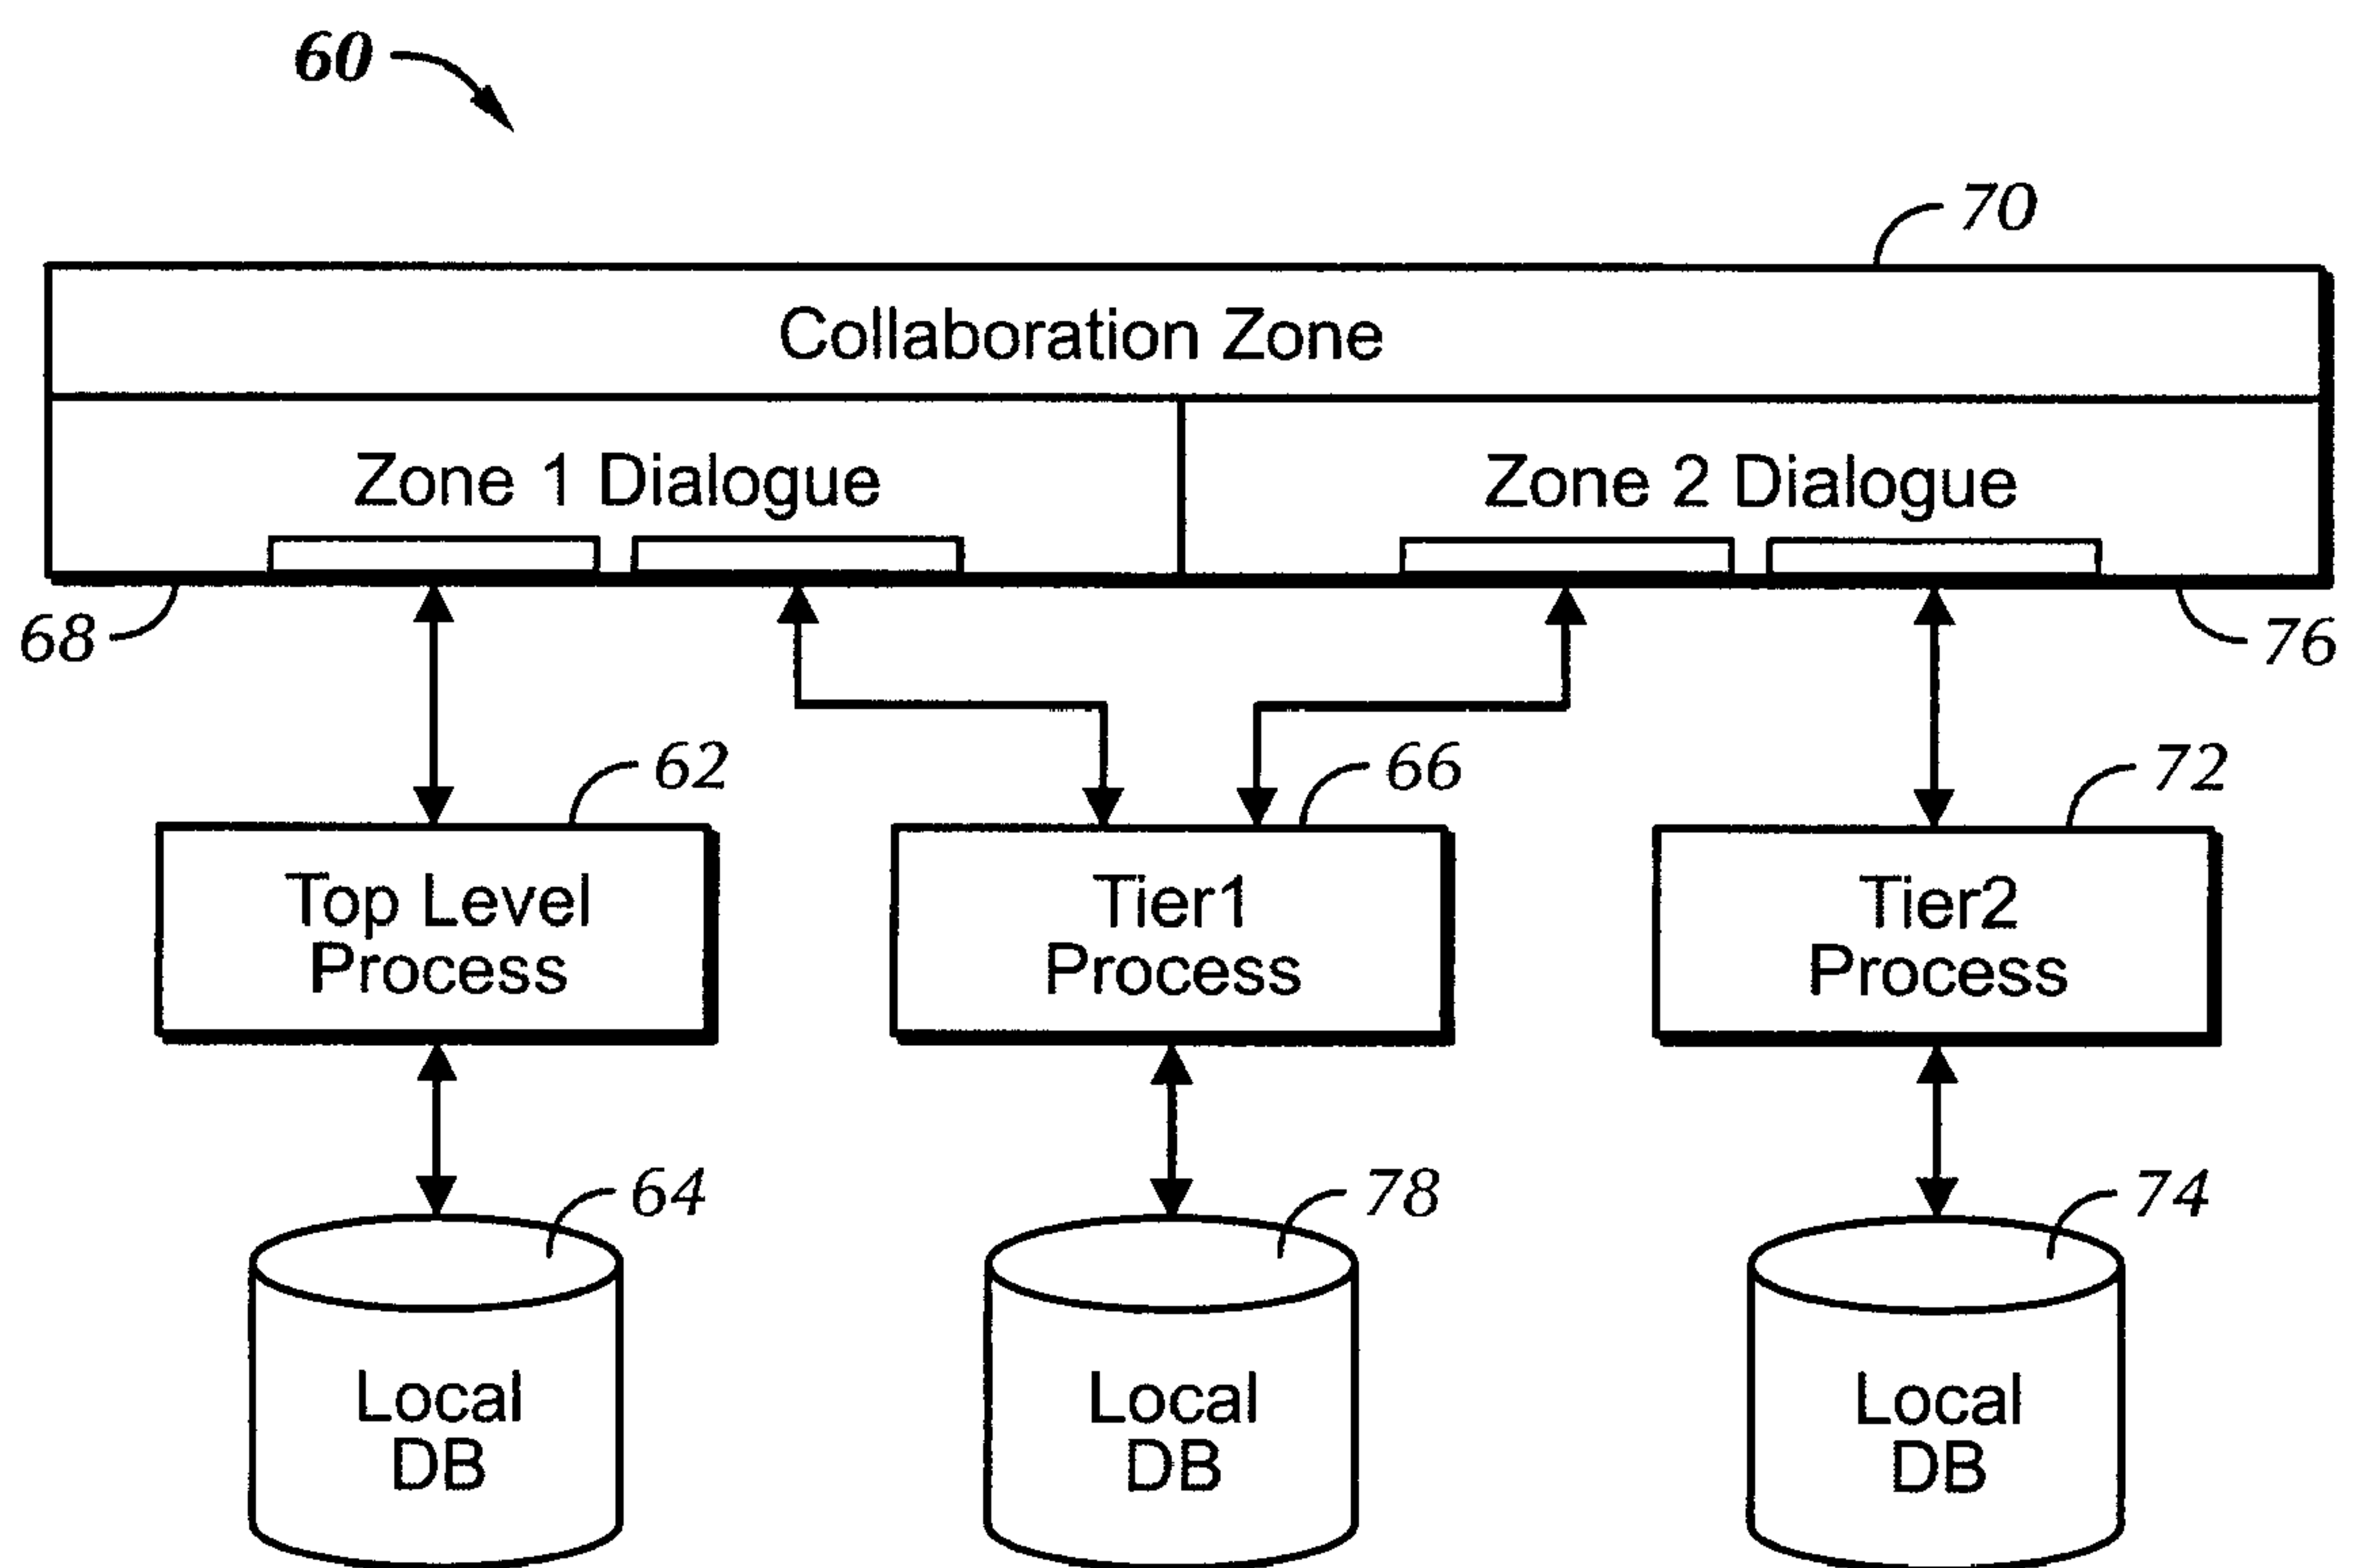 60
70
Collaboration Zone
Zone 1 Dialogue
Zone 2 Dialogue
68
76
62
66
72
Top Level
Process
Tier1
Process
Tier2
Process
64
78
74
Local
DB
Local
DB
Local
DB